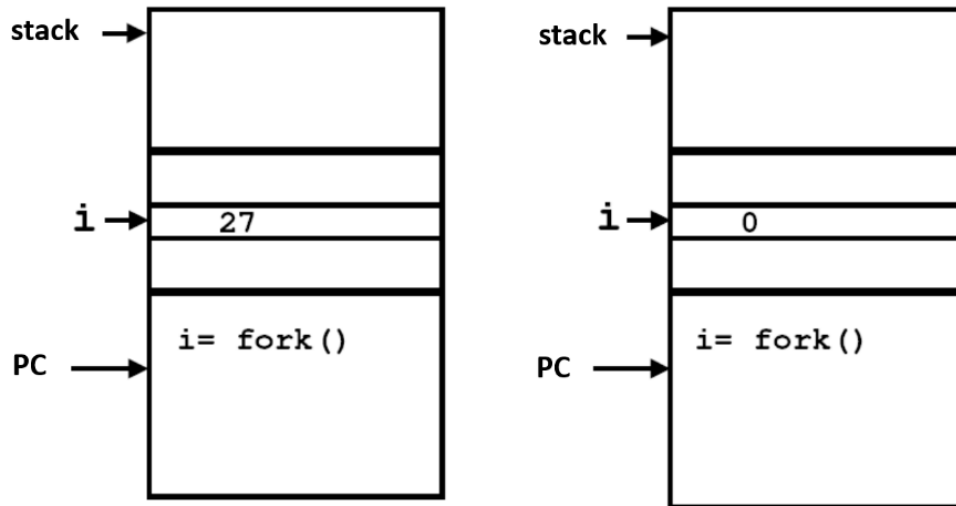 stack
i
27
i= fork()
PC
stack
i
0
i= fork()
PC